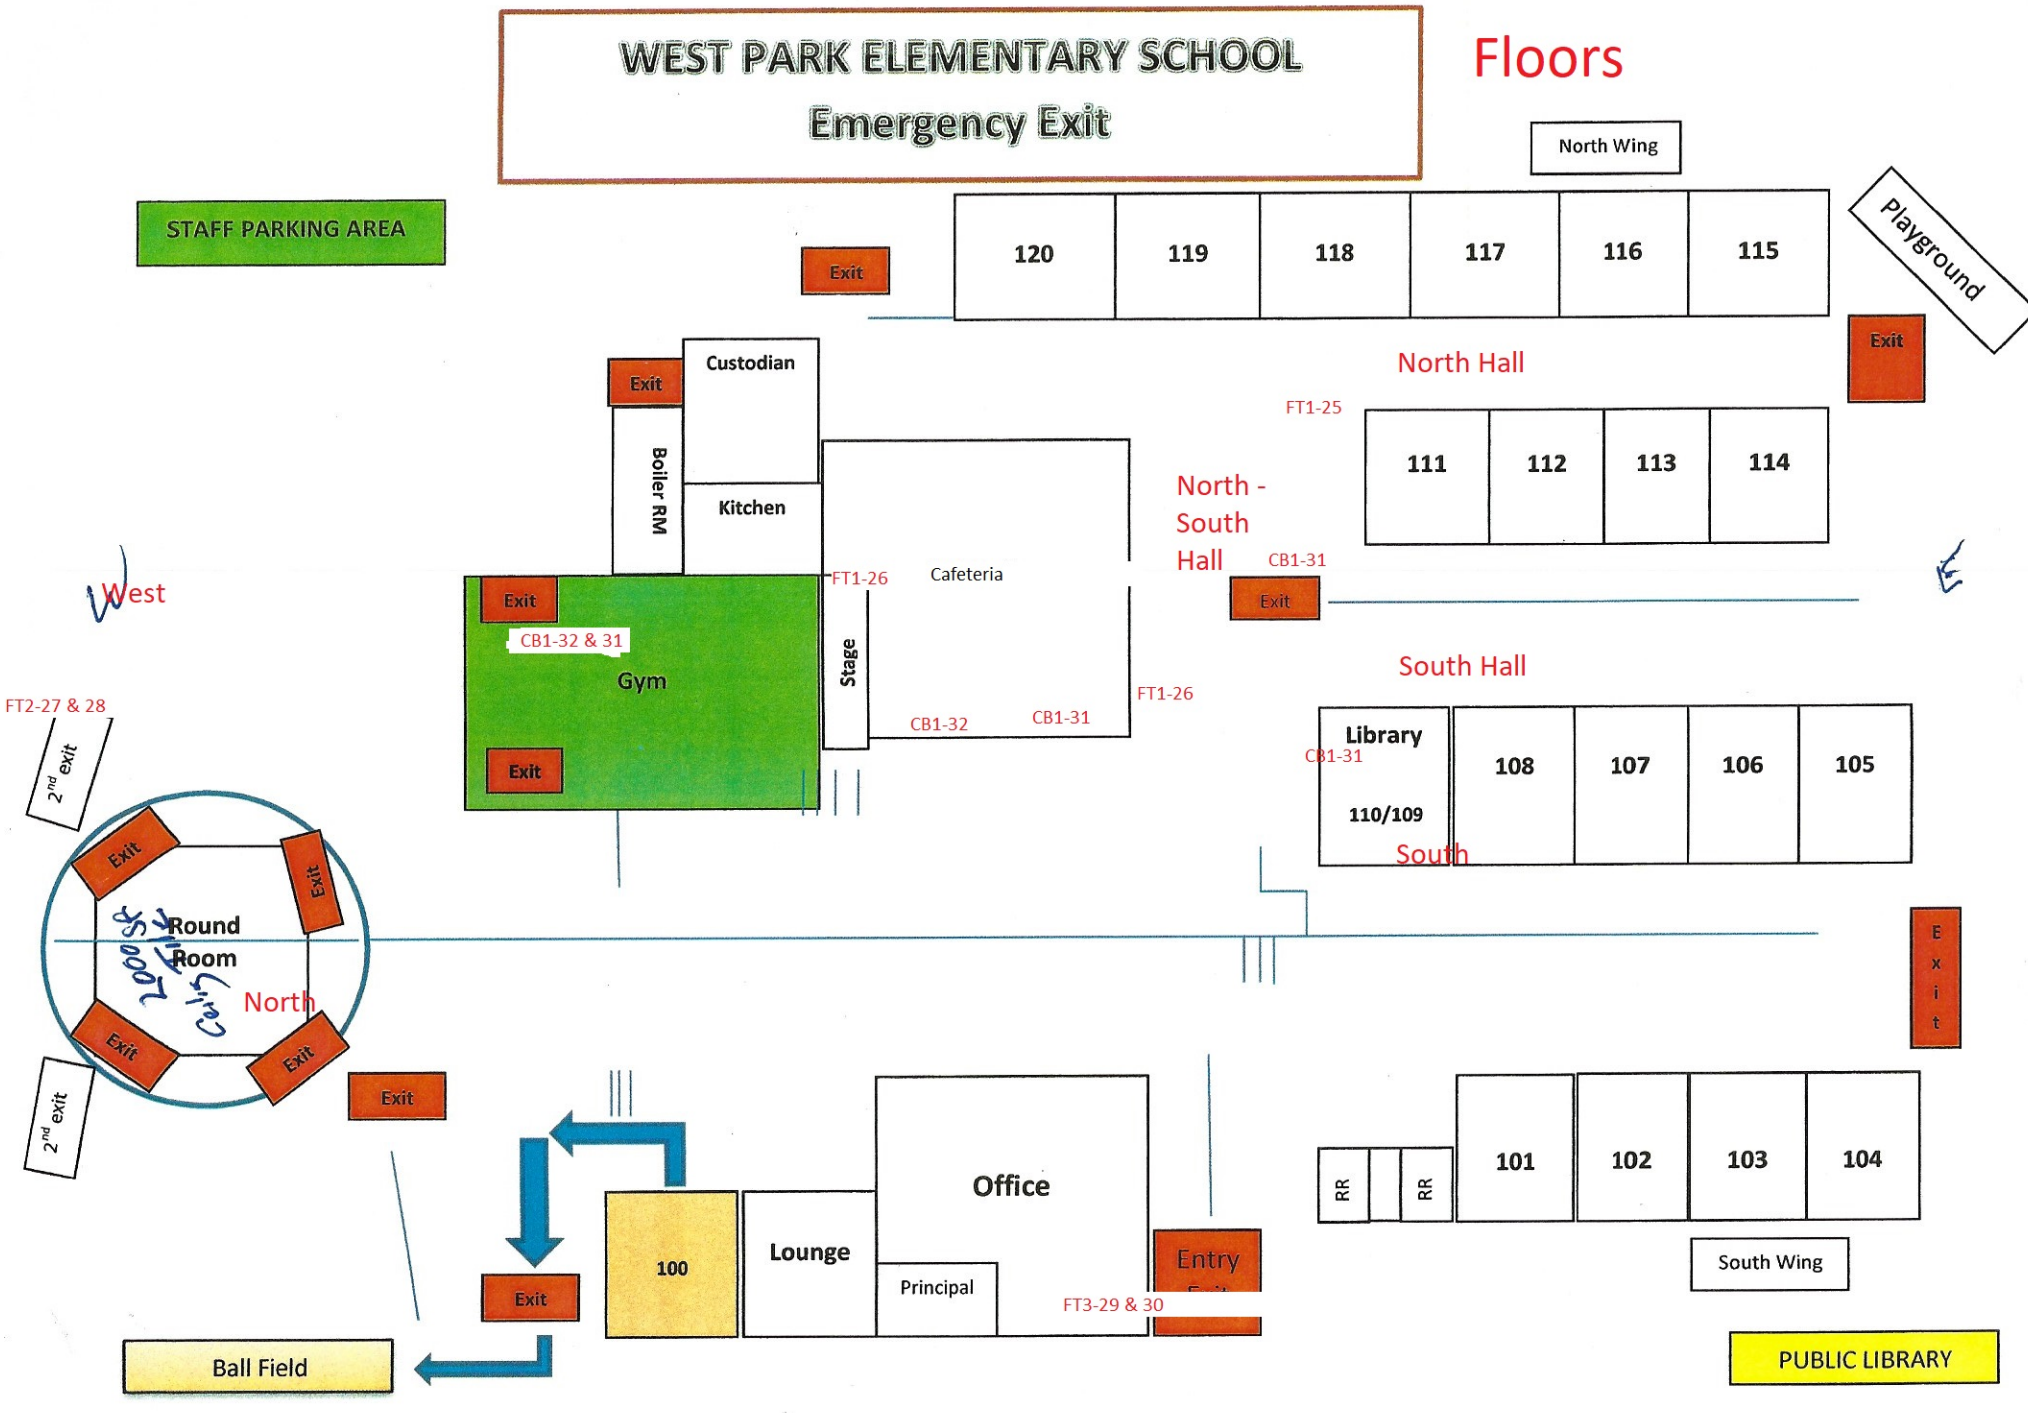 WEST PARK ELEMENTARY SCHOOL
Emergency Exit
Floors
North Wing
STAFF PARKING AREA
Exit
120
119
118
117
116
115
Playground
Exit
North Hall
Exit
Custodian
FT1-25
111
112
113
114
Boiler RM
Kitchen
North -
South
Hall
CB1-31
Exit
Cafeteria
FT1-26
Stage
CB1-32
CB1-31
FT1-26
W
West
E
Exit
CB1-32 & 31
Gym
Exit
South Hall
Library
CB1-31
110/109
South
108
107
106
105
FT2-27 & 28
2nd exit
Exit
Exit
Round
Room
North
Exit
Exit
2nd exit
Exit
Exit
Office
Entry
Exit
100
Lounge
Principal
FT3-29 & 30
RR
RR
101
102
103
104
South Wing
Exit
Ball Field
PUBLIC LIBRARY